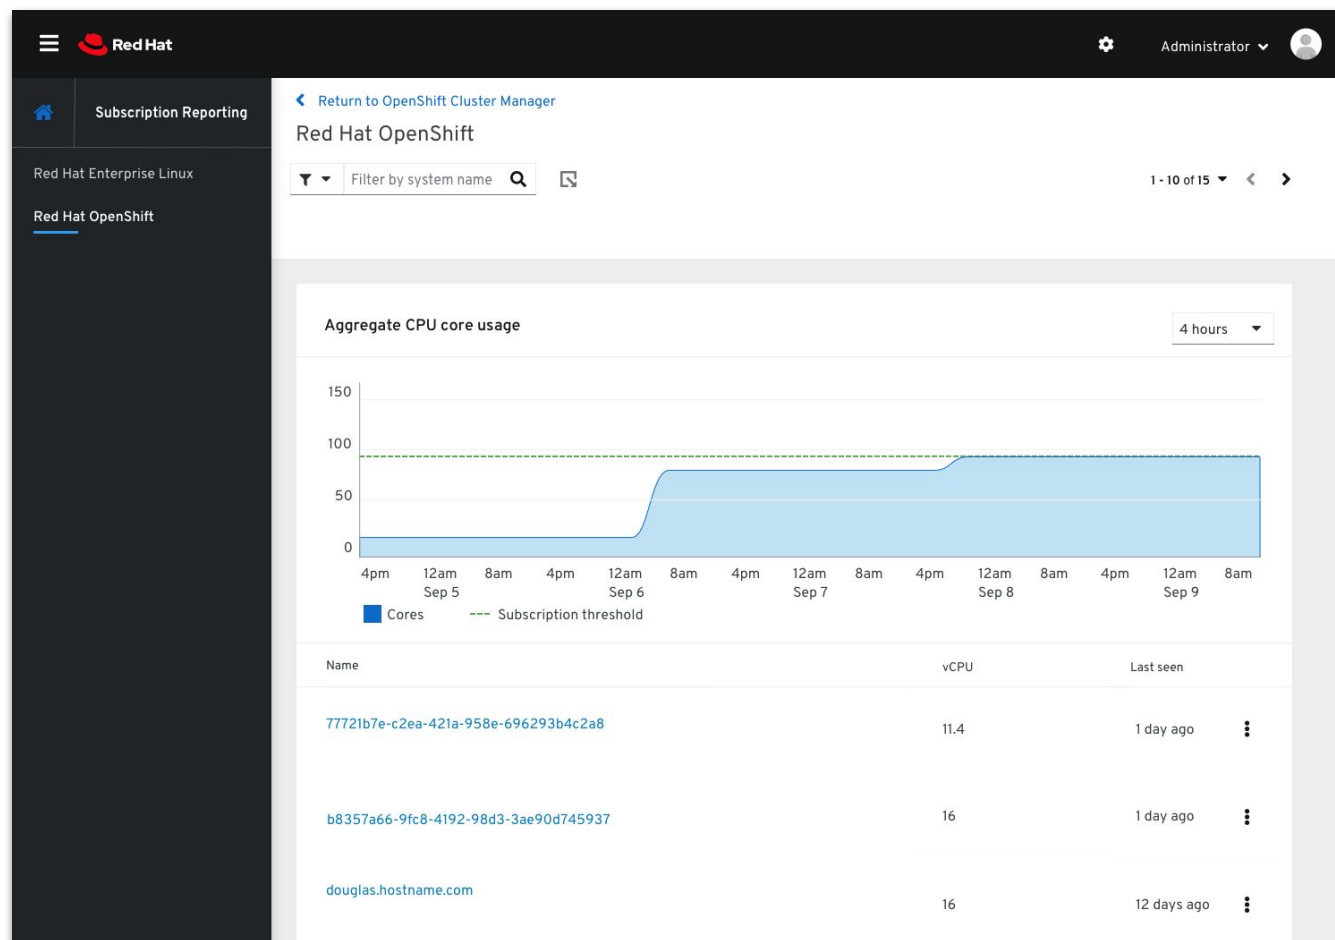 Red Hat
Administrator
Subscription Reporting
Red Hat Enterprise Linux
Red Hat OpenShift
Return to OpenShift Cluster Manager
Red Hat OpenShift
Filter by system name
1 - 10 of 15
Aggregate CPU core usage
4 hours
150
100
50
0
4pm 12am 8am 4pm 12am 8am 4pm 12am 8am 4pm 12am 8am 4pm 12am 8am
Sep 5 Sep 6 Sep 7 Sep 8 Sep 9
Cores --- Subscription threshold
Name vCPU Last seen
77721b7e-c2ea-421a-958e-696293b4c2a8 11.4 1 day ago
b8357a66-9fc8-4192-98d3-3ae90d745937 16 1 day ago
douglas.hostname.com 16 12 days ago